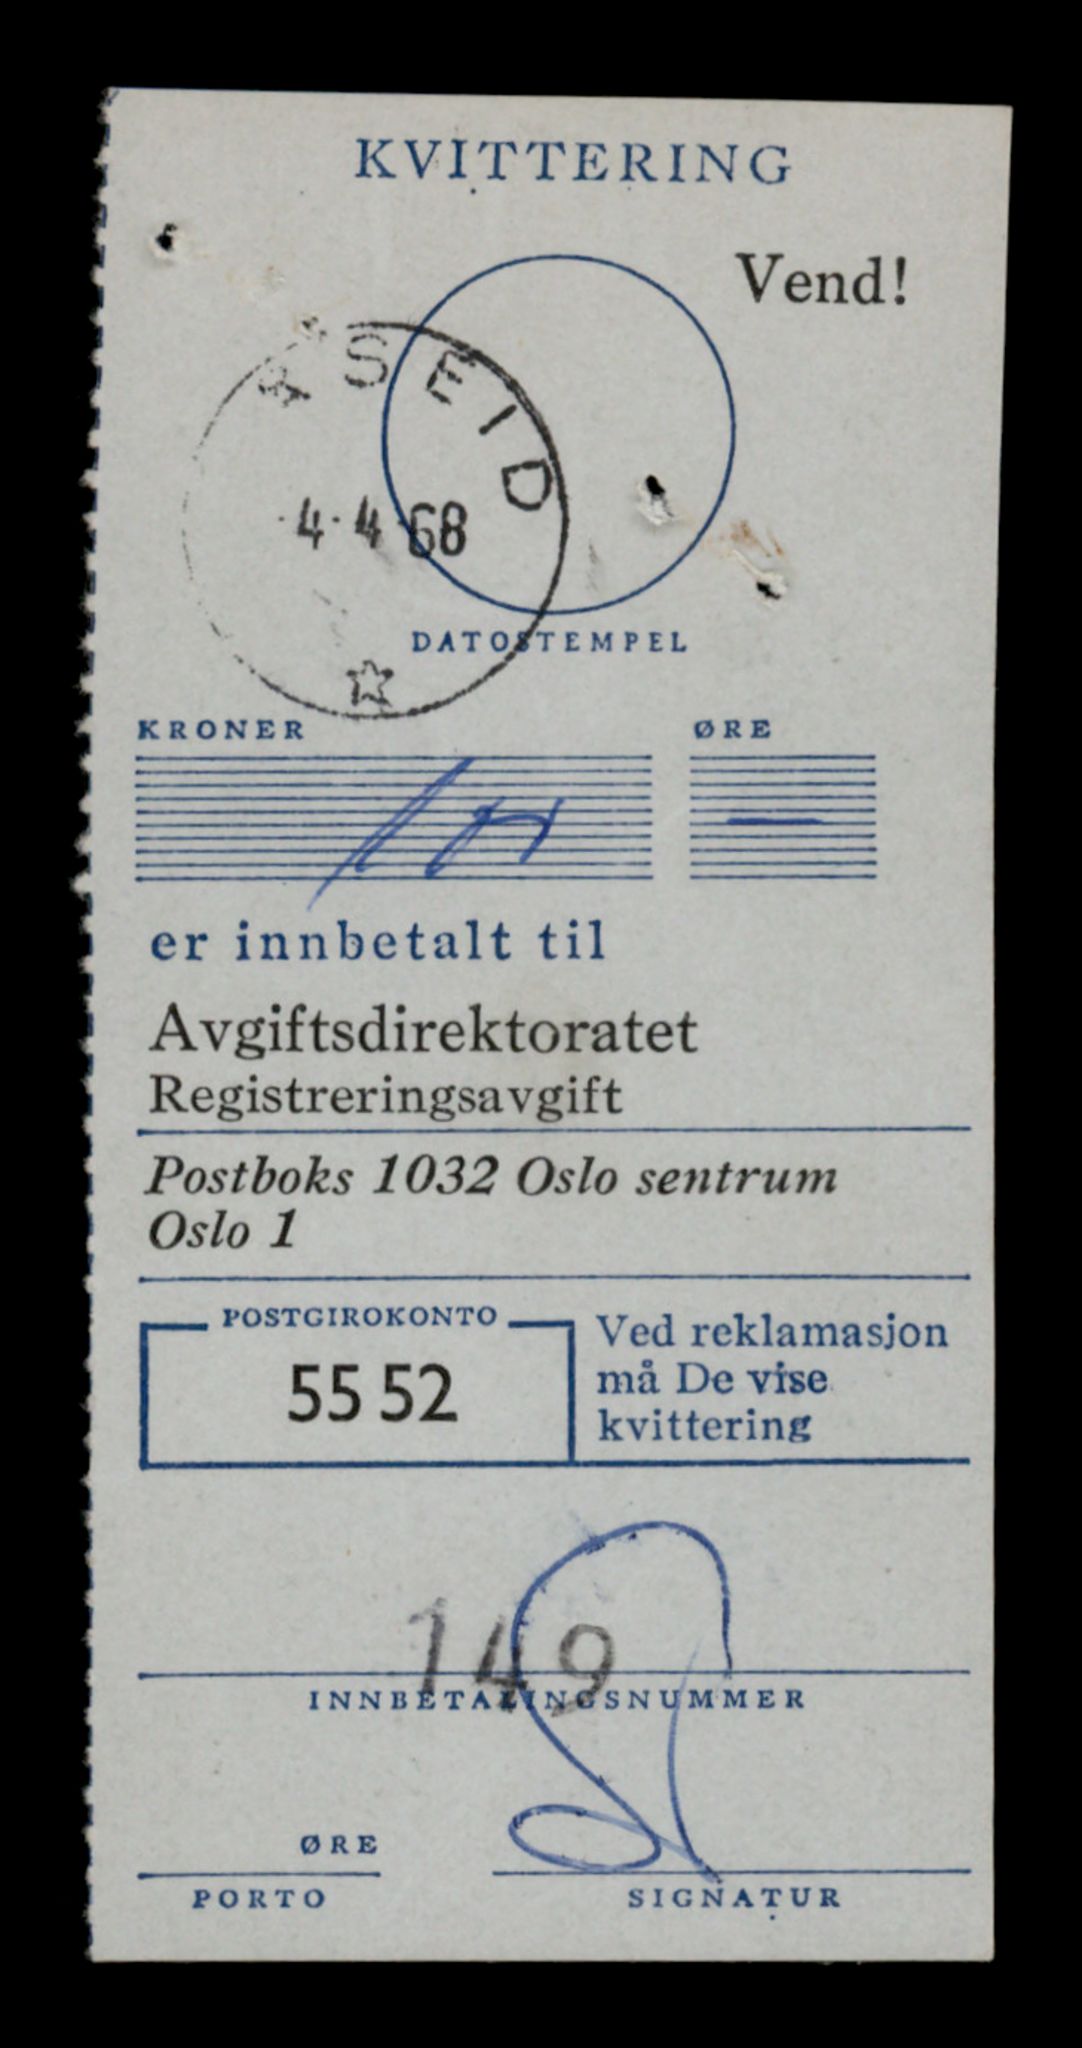 KVITTERING
Vend!
ÅSEID
4.4.68
DATOSTEMPEL
KRONER ØRE
—
er innbetalt til
Avgiftsdirektoratet
Registreringsavgift
Postboks 1032 Oslo sentrum
Oslo 1
POSTGIROKONTO
55 52
Ved reklamasjon
må De vise
kvittering
149
INNBETALINGSNUMMER
ØRE
PORTO
SIGNATUR